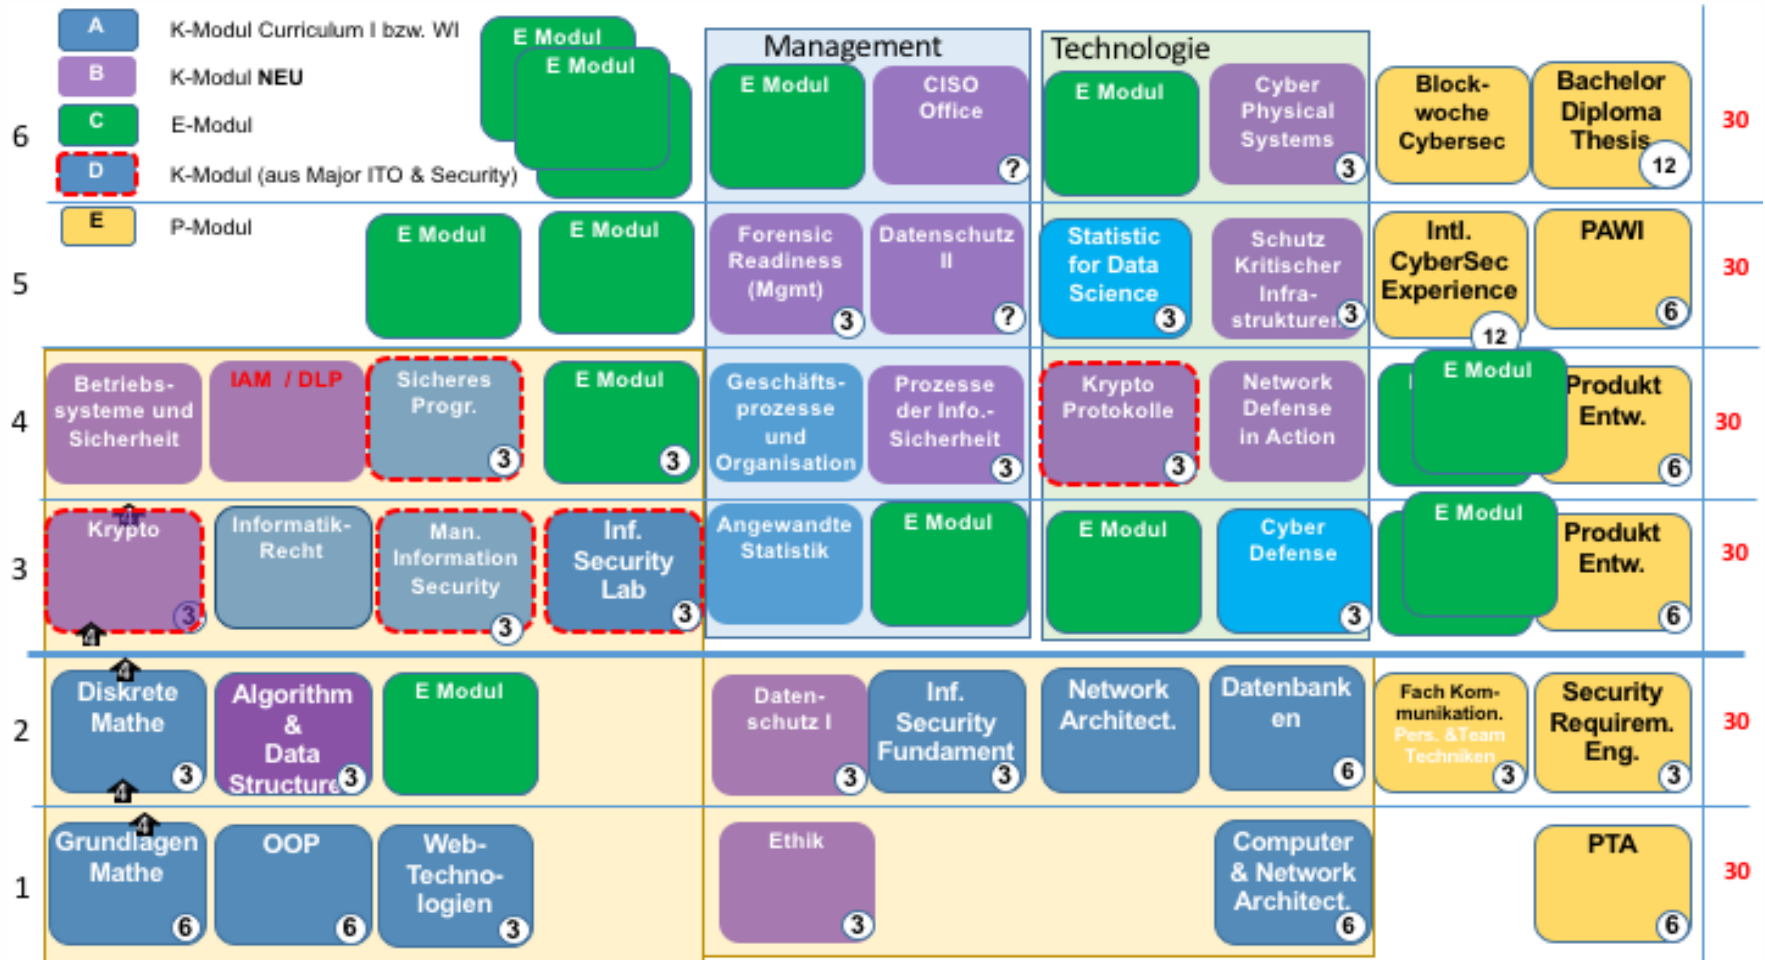 A
K-Modul Curriculum I bzw. WI
B
K-Modul NEU
C
E-Modul
D
K-Modul (aus Major ITO & Security)
E
P-Modul
Management
Technologie
6
E Modul
E Modul
E Modul
CISO
Office
?
E Modul
Cyber
Physical
Systems
3
Block-
woche
Cybersec
Bachelor
Diploma
Thesis
12
30
5
E Modul
E Modul
Forensic
Readiness
(Mgmt)
3
Datenschutz
II
?
Statistic
for Data
Science
3
Schutz
Kritischer
Infra-
strukturen
3
Intl.
CyberSec
Experience
12
PAWI
6
30
4
Betriebs-
systeme und
Sicherheit
IAM / DLP
Sicheres
Progr.
3
E Modul
3
Geschäfts-
prozesse
und
Organisation
Prozesse
der Info.-
Sicherheit
3
Krypto
Protokolle
3
Network
Defense
in Action
E Modul
Produkt
Entw.
6
30
3
4
Krypto
3
4
Informatik-
Recht
Man.
Information
Security
3
Inf.
Security
Lab
3
Angewandte
Statistik
E Modul
E Modul
Cyber
Defense
3
E Modul
Produkt
Entw.
6
30
2
4
Diskrete
Mathe
3
4
Algorithm
&
Data
Structure
3
E Modul
Daten-
schutz I
3
Inf.
Security
Fundament
3
Network
Architect.
Datenbank
en
6
Fach Kom-
munikation.
Pers. &Team
Techniken
3
Security
Requirem.
Eng.
3
30
1
4
Grundlagen
Mathe
6
OOP
6
Web-
Techno-
logien
3
Ethik
3
Computer
& Network
Architect.
6
PTA
6
30